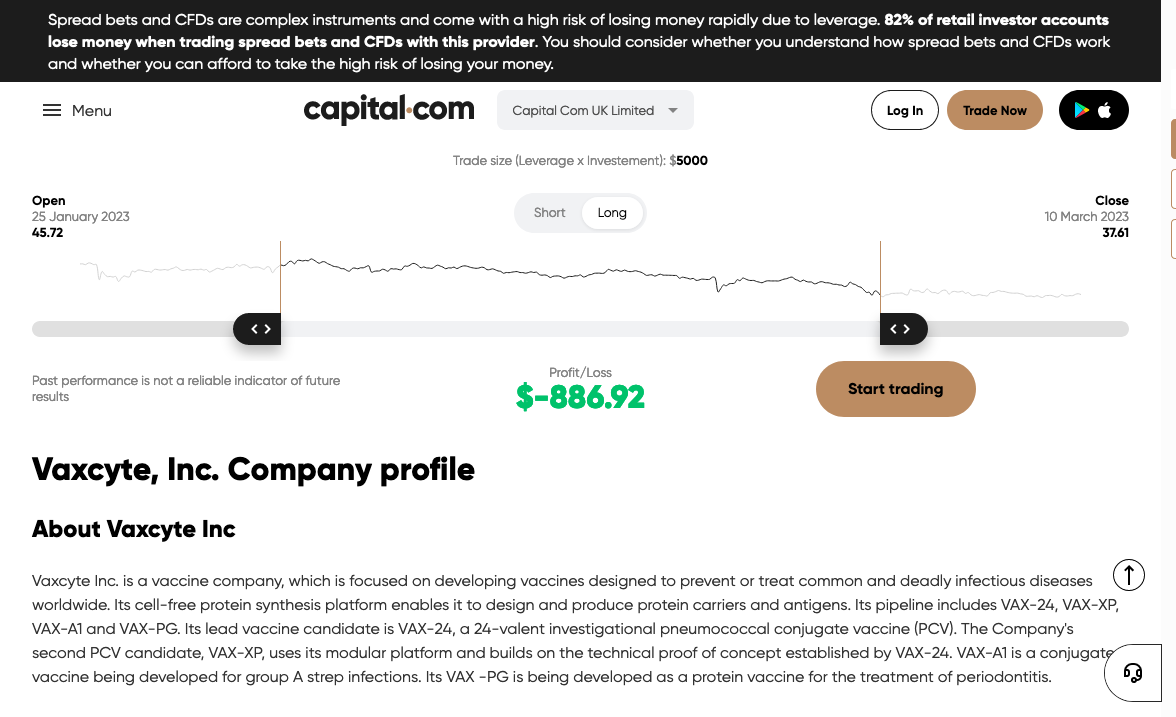 Spread bets and CFDs are complex instruments and come with a high risk of losing money rapidly due to leverage. 82% of retail investor accounts
lose money when trading spread bets and CFDs with this provider. You should consider whether you understand how spread bets and CFDs work
and whether you can afford to take the high risk of losing your money.
Menu
capital.com
Capital Com UK Limited
Log In
Trade Now
Trade size (Leverage x Investement): $5000
Open
25 January 2023
45.72
Short
Long
Close
10 March 2023
37.61
Past performance is not a reliable indicator of future
results
Profit/Loss
$-886.92
Start trading
Vaxcyte, Inc. Company profile
About Vaxcyte Inc
Vaxcyte Inc. is a vaccine company, which is focused on developing vaccines designed to prevent or treat common and deadly infectious diseases
worldwide. Its cell-free protein synthesis platform enables it to design and produce protein carriers and antigens. Its pipeline includes VAX-24, VAX-XP,
VAX-A1 and VAX-PG. Its lead vaccine candidate is VAX-24, a 24-valent investigational pneumococcal conjugate vaccine (PCV). The Company's
second PCV candidate, VAX-XP, uses its modular platform and builds on the technical proof of concept established by VAX-24. VAX-A1 is a conjugate
vaccine being developed for group A strep infections. Its VAX -PG is being developed as a protein vaccine for the treatment of periodontitis.